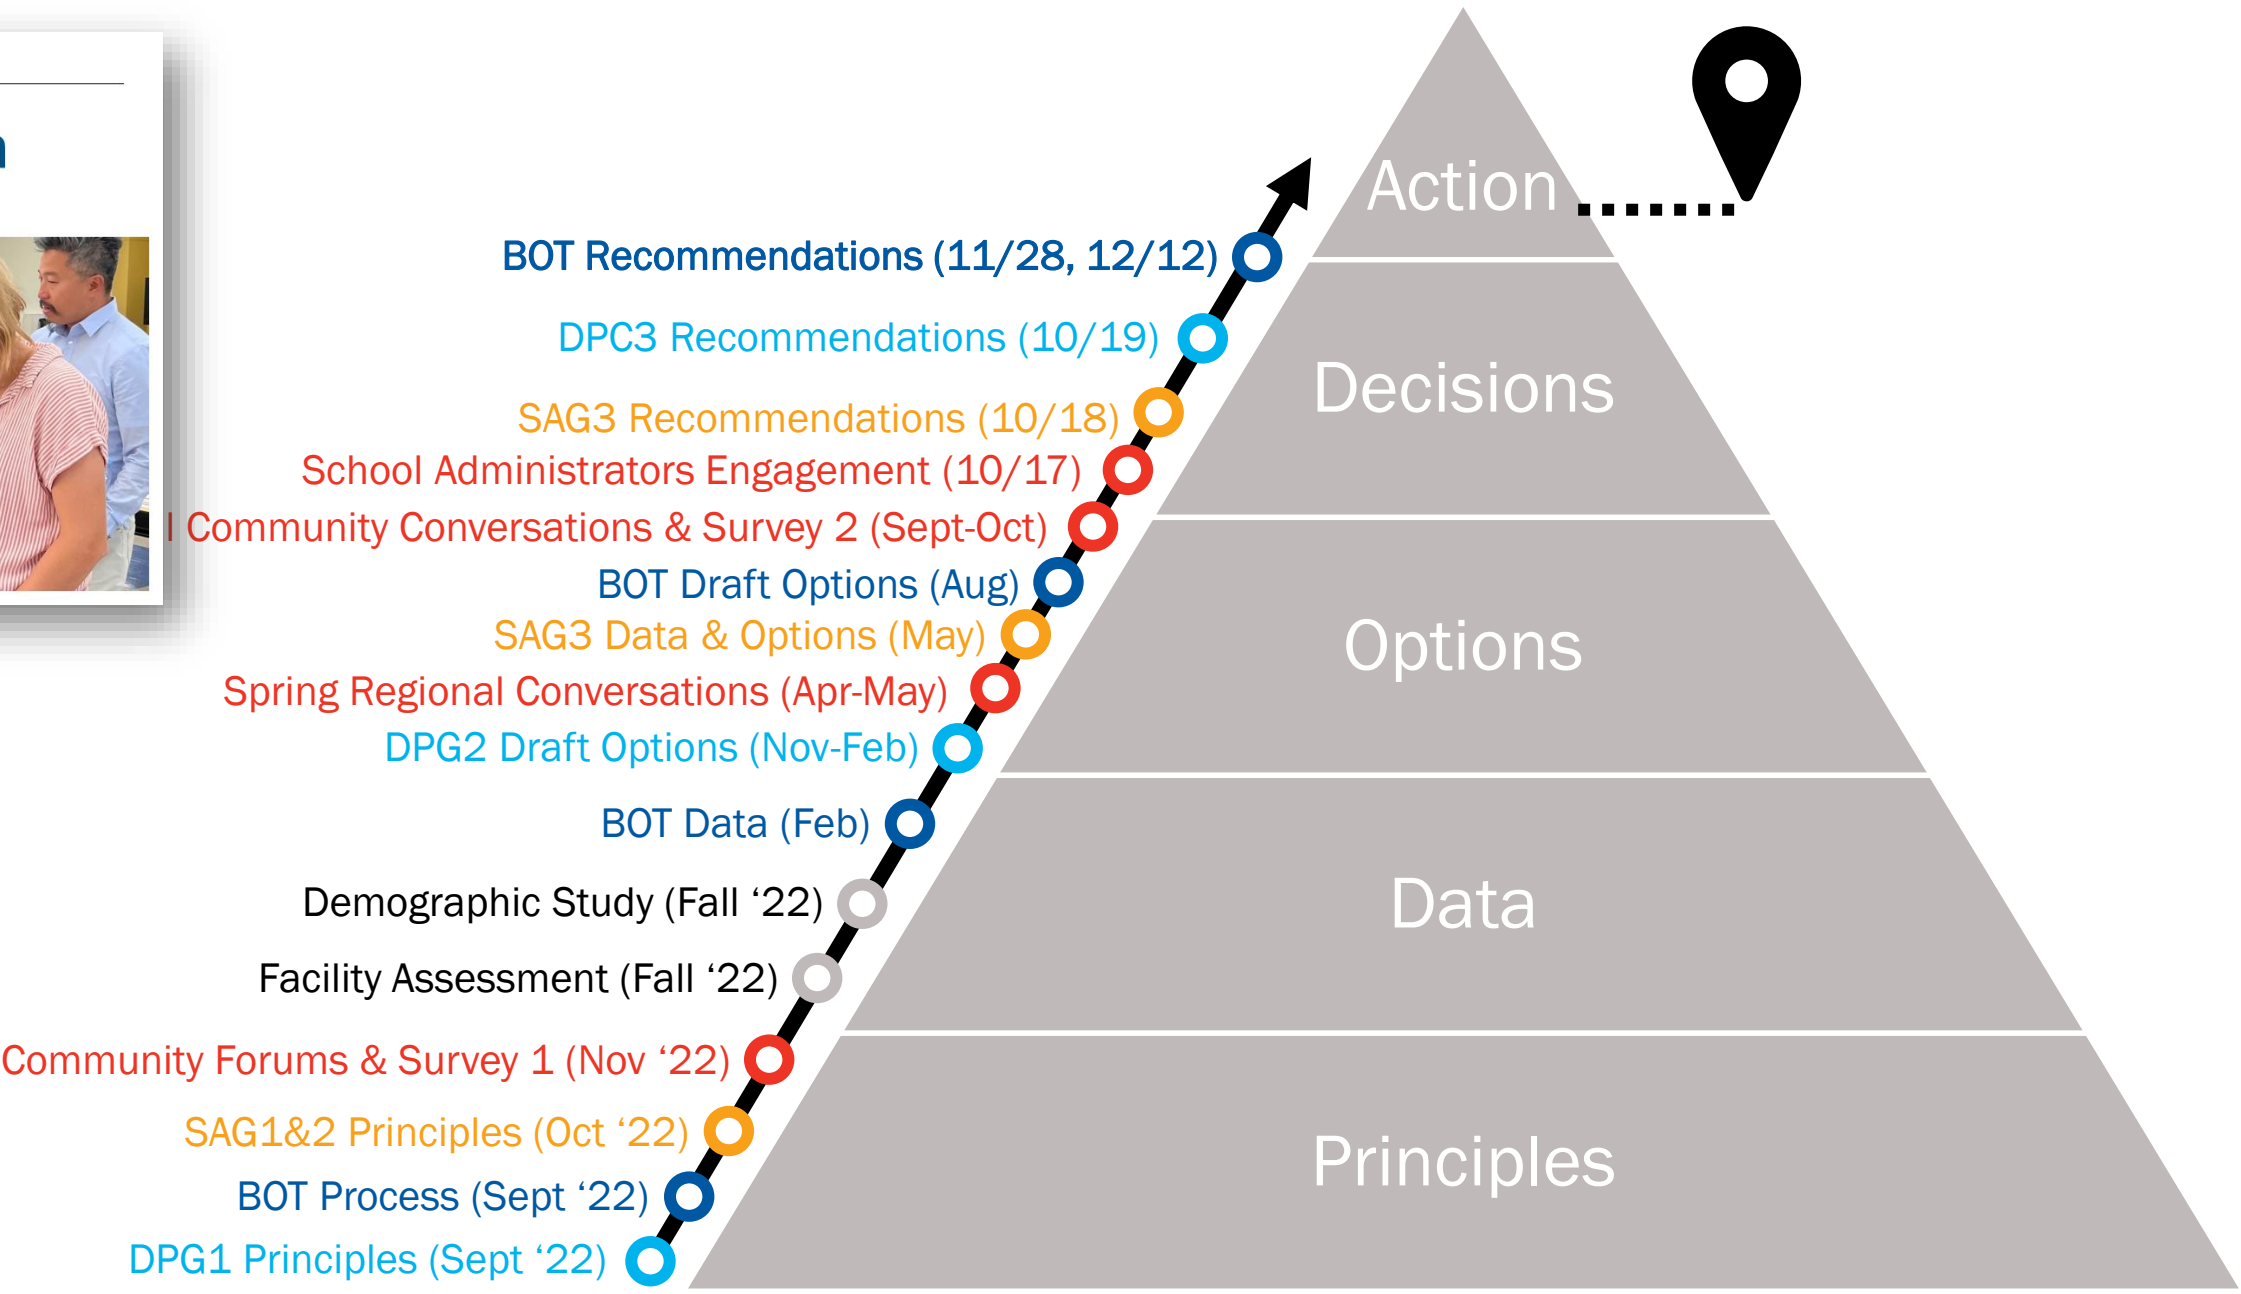 Action
BOT Recommendations (11/28, 12/12)
DPC3 Recommendations (10/19)
Decisions
SAG3 Recommendations (10/18)
School Administrators Engagement (10/17)
Community Conversations & Survey 2 (Sept-Oct)
BOT Draft Options (Aug)
SAG3 Data & Options (May)
Options
Spring Regional Conversations (Apr-May)
DPG2 Draft Options (Nov-Feb)
BOT Data (Feb)
Demographic Study (Fall ‘22)
Data
Facility Assessment (Fall ‘22)
Community Forums & Survey 1 (Nov ‘22)
SAG1&2 Principles (Oct ‘22)
Principles
BOT Process (Sept ‘22)
DPG1 Principles (Sept ‘22)